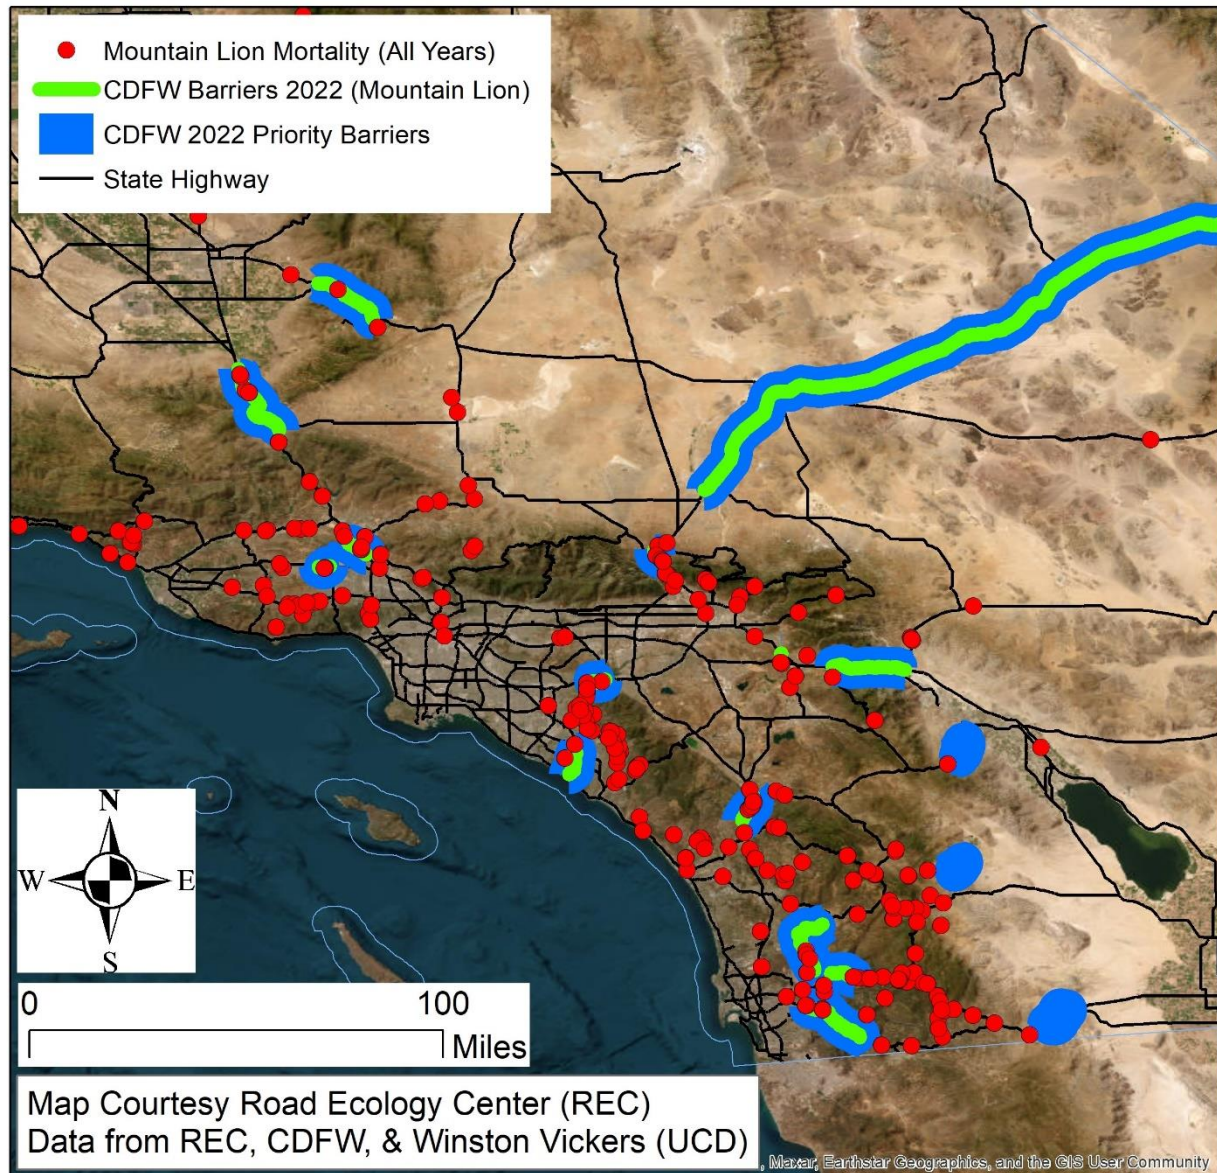 Mountain Lion Mortality (All Years)
CDFW Barriers 2022 (Mountain Lion)
CDFW 2022 Priority Barriers
State Highway
N
W E
S
0 100
Miles
Map Courtesy Road Ecology Center (REC)
Data from REC, CDFW, & Winston Vickers (UCD)
, Maxar, Earthstar Geographics, and the GIS User Community